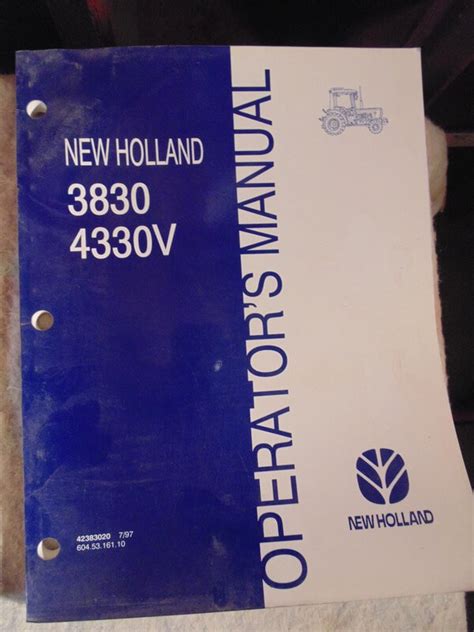 NEW HOLLAND
3830
4330V
42383020 7/97
604.53.161.10
OPERATOR'S MANUAL
NEW HOLLAND